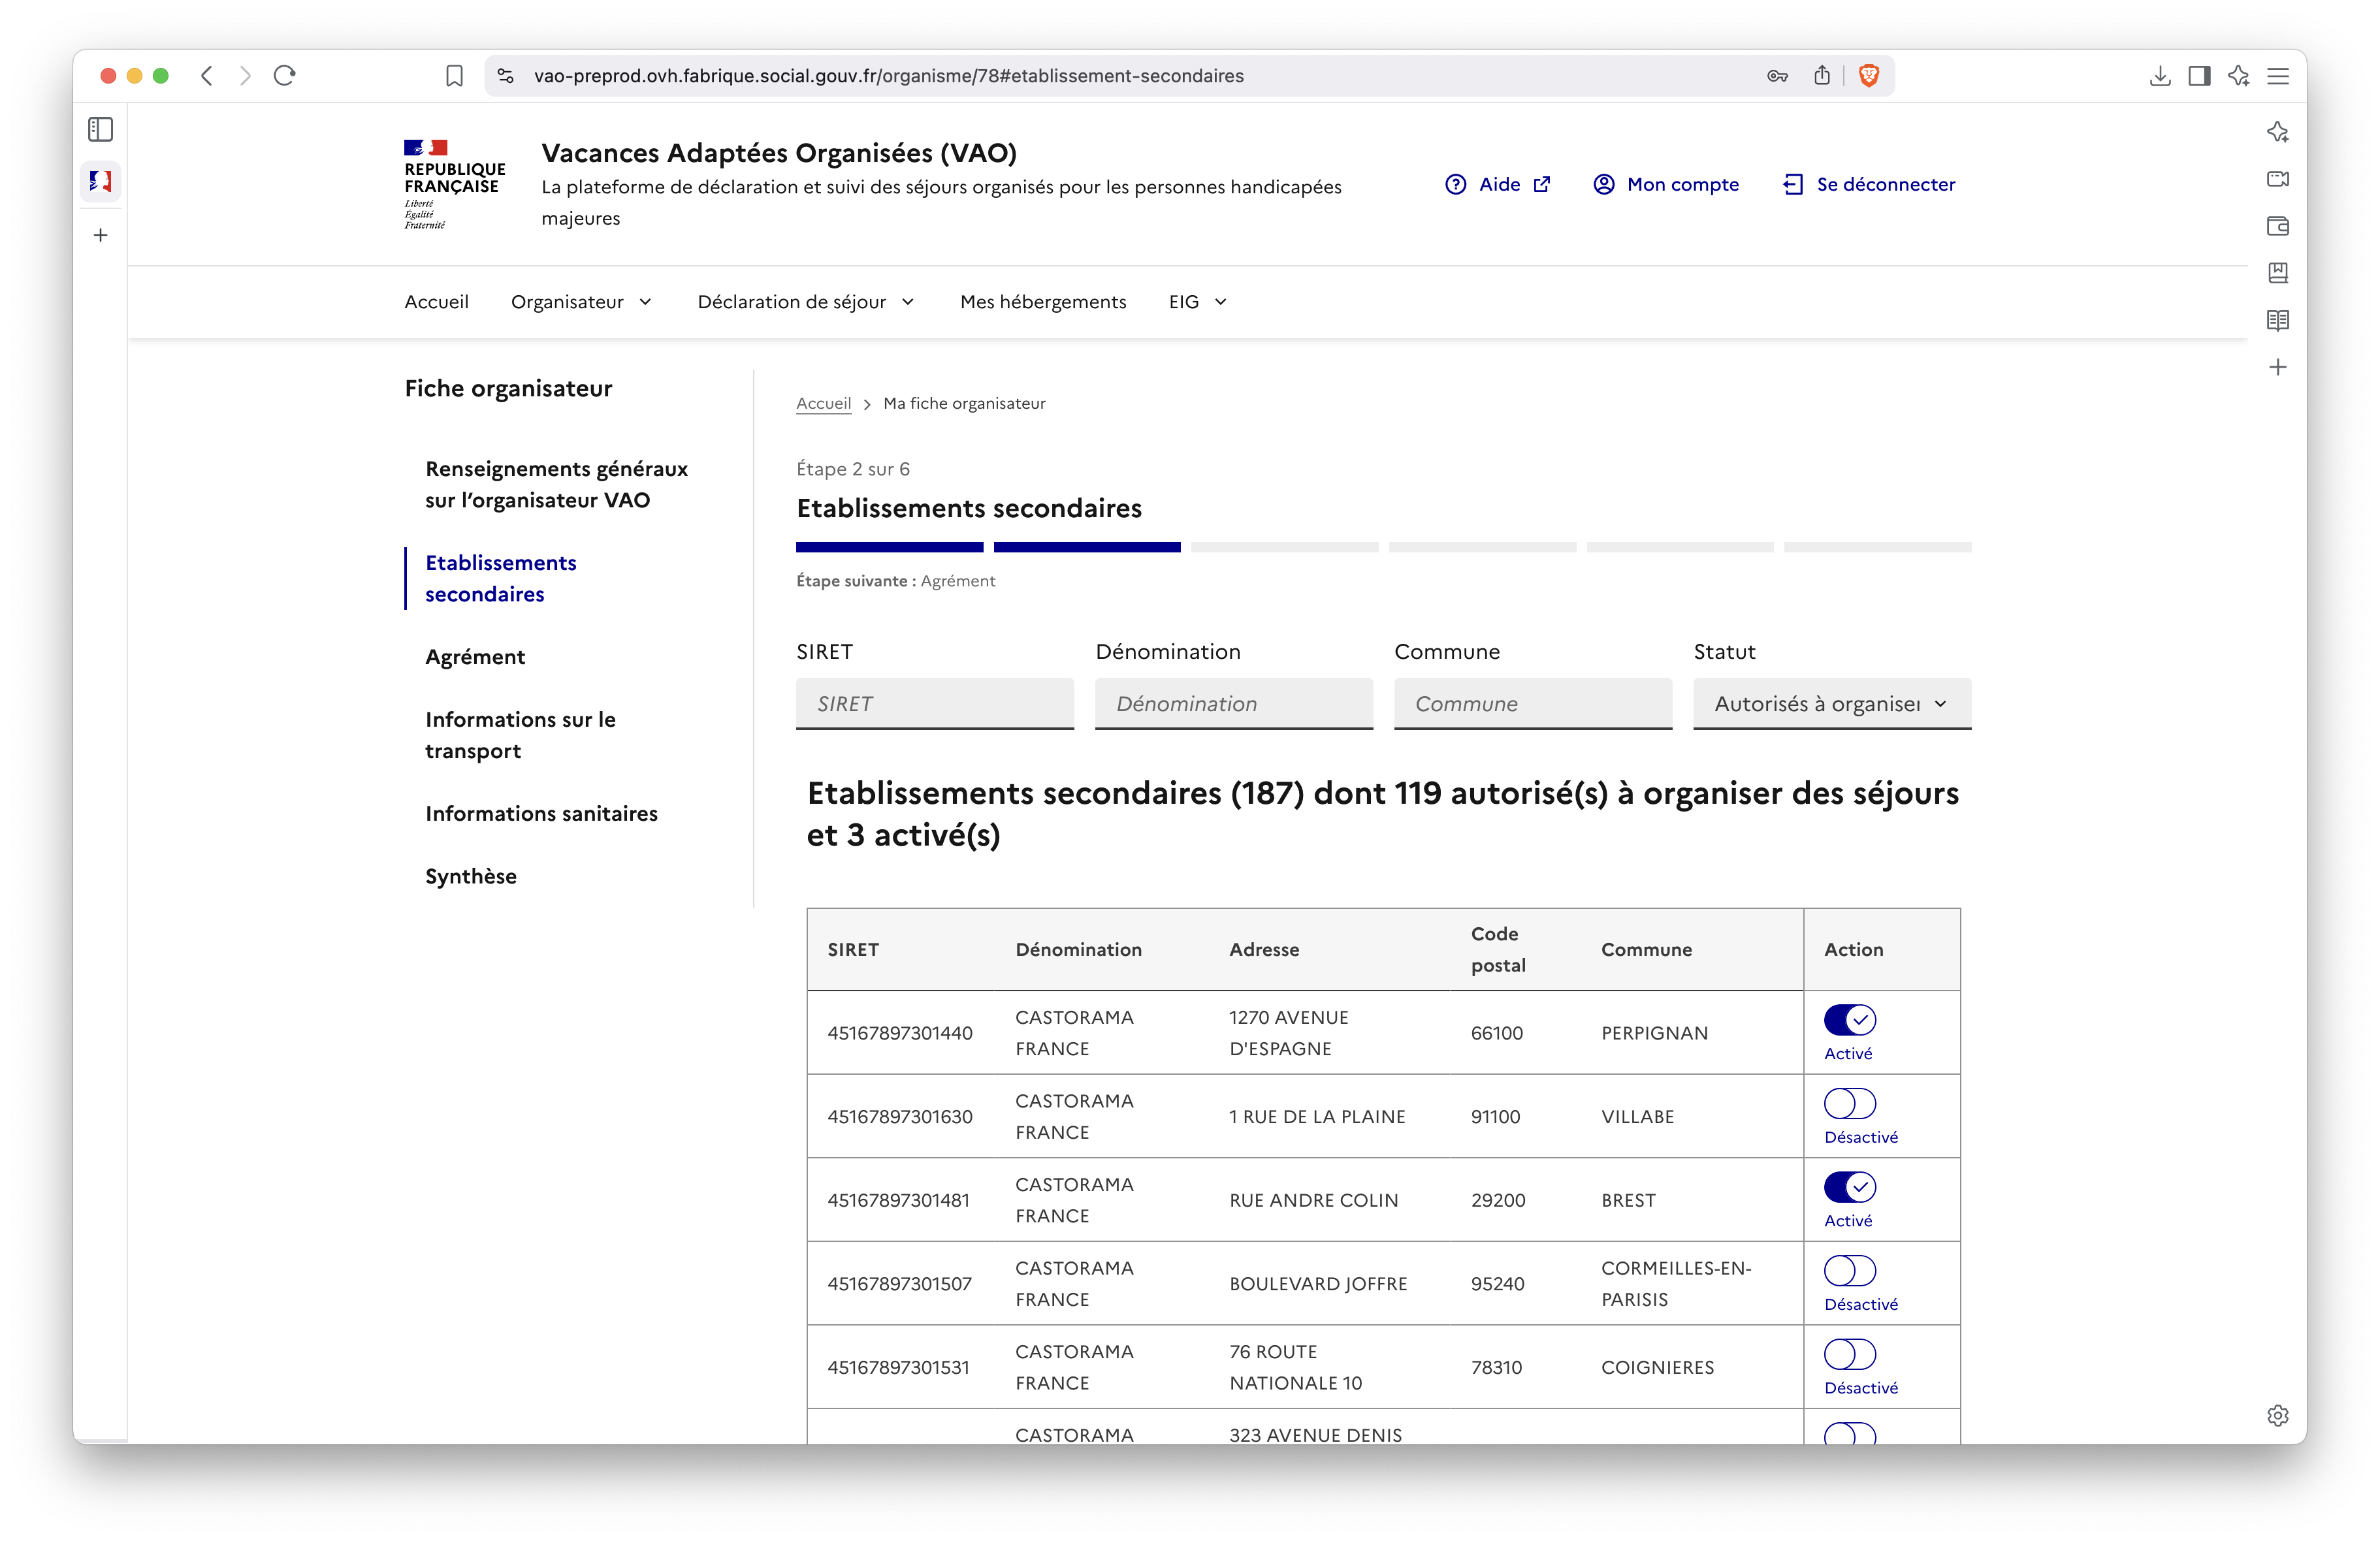 vao-preprod.ovh.fabrique.social.gouv.fr/organisme/78#etablissement-secondaires
REPUBLIQUE
FRANÇAISE
Liberté
Égalité
Fraternité
Vacances Adaptées Organisées (VAO)
La plateforme de déclaration et suivi des séjours organisés pour les personnes handicapées
majeures
Aide
Mon compte
Se déconnecter
Accueil
Organisateur
Déclaration de séjour
Mes hébergements
EIG
Fiche organisateur
Renseignements généraux
sur l’organisateur VAO
Etablissements
secondaires
Agrément
Informations sur le
transport
Informations sanitaires
Synthèse
Accueil > Ma fiche organisateur
Étape 2 sur 6
Etablissements secondaires
Étape suivante : Agrément
SIRET Dénomination Commune Statut
SIRET Dénomination Commune Autorisés à organiser
Etablissements secondaires (187) dont 119 autorisé(s) à organiser des séjours
et 3 activé(s)
SIRET Dénomination Adresse Code postal Commune Action
45167897301440 CASTORAMA FRANCE 1270 AVENUE D'ESPAGNE 66100 PERPIGNAN Activé
45167897301630 CASTORAMA FRANCE 1 RUE DE LA PLAINE 91100 VILLABE Désactivé
45167897301481 CASTORAMA FRANCE RUE ANDRE COLIN 29200 BREST Activé
45167897301507 CASTORAMA FRANCE BOULEVARD JOFFRE 95240 CORMEILLES-EN-PARISIS Désactivé
45167897301531 CASTORAMA FRANCE 76 ROUTE NATIONALE 10 78310 COIGNIERES Désactivé
CASTORAMA 323 AVENUE DENIS